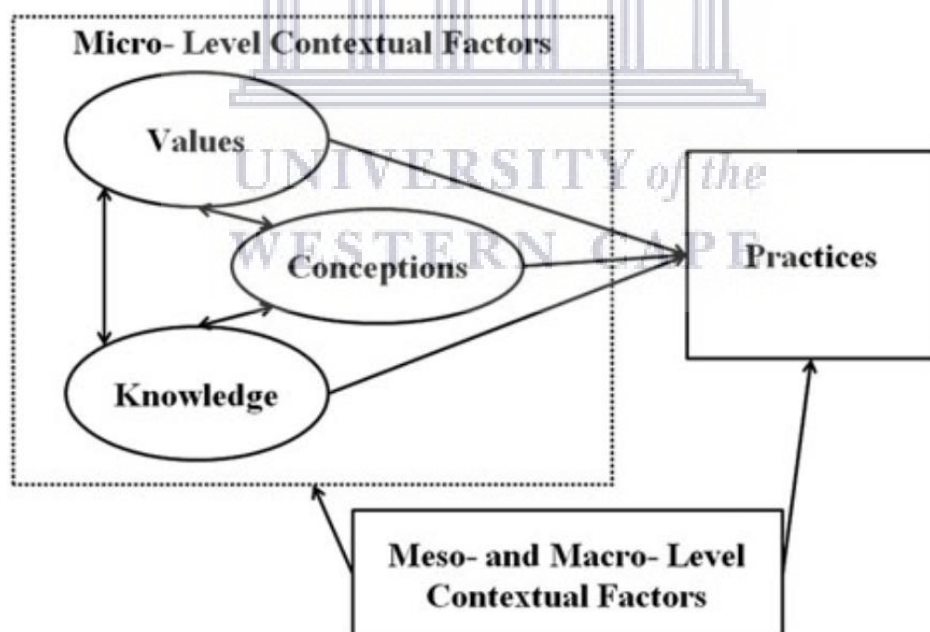 Micro- Level Contextual Factors
Values
UNIVERSITY of the
WESTERN CAPE
Conceptions
Practices
Knowledge
Meso- and Macro- Level
Contextual Factors